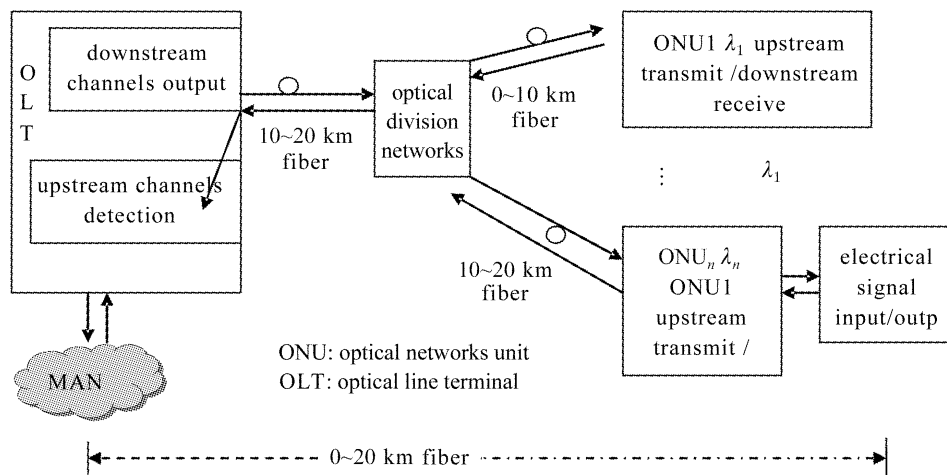 O
L
T
downstream
channels output
upstream channels
detection
10~20 km
fiber
optical
division
networks
0~10 km
fiber
ONU1 λ₁ upstream
transmit /downstream
receive
⋮
λ₁
10~20 km
fiber
ONUₙ λₙ
ONU1
upstream
transmit /
electrical
signal
input/outp
MAN
ONU: optical networks unit
OLT: optical line terminal
0~20 km fiber